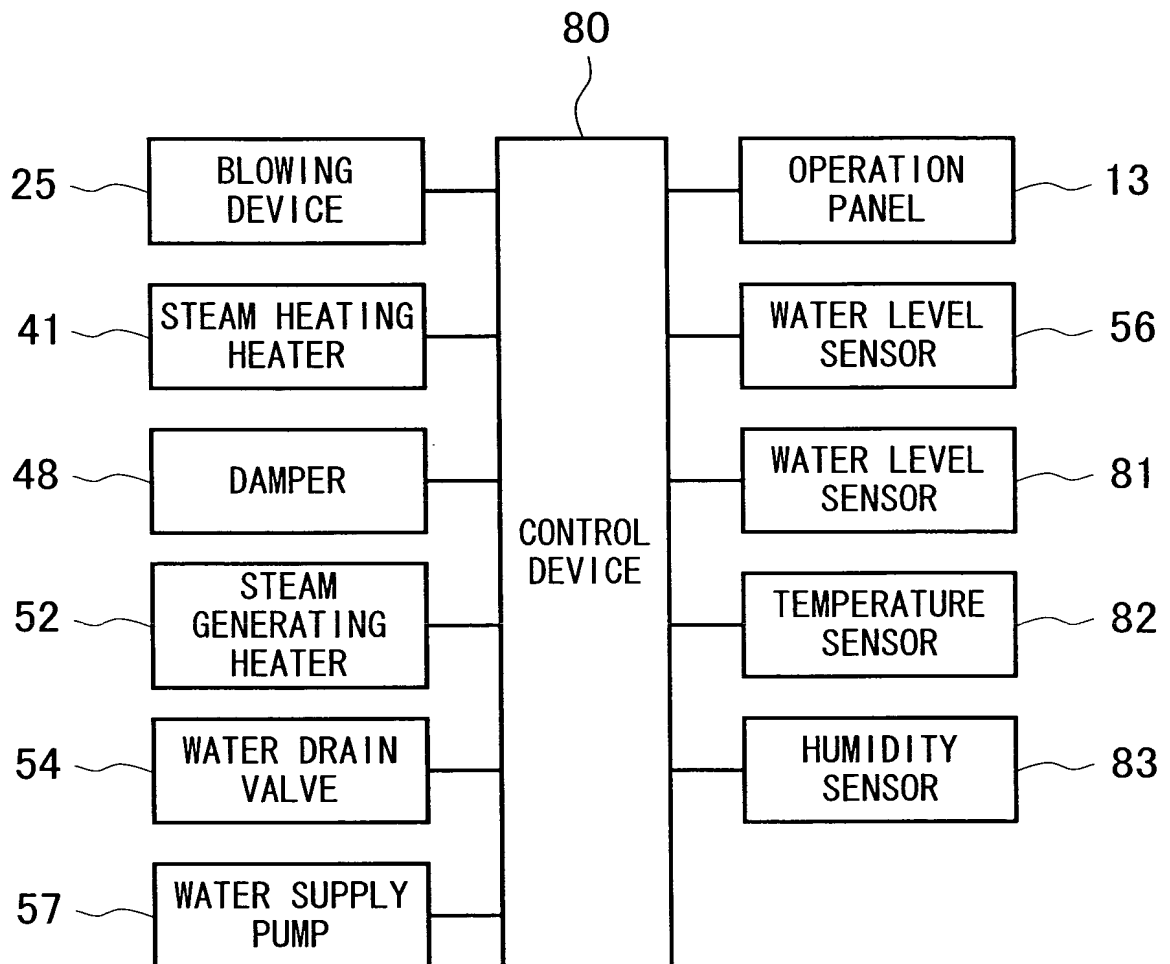 80
25
BLOWING
DEVICE
OPERATION
PANEL
13
41
STEAM HEATING
HEATER
WATER LEVEL
SENSOR
56
48
DAMPER
WATER LEVEL
SENSOR
81
CONTROL
DEVICE
52
STEAM
GENERATING
HEATER
TEMPERATURE
SENSOR
82
54
WATER DRAIN
VALVE
HUMIDITY
SENSOR
83
57
WATER SUPPLY
PUMP